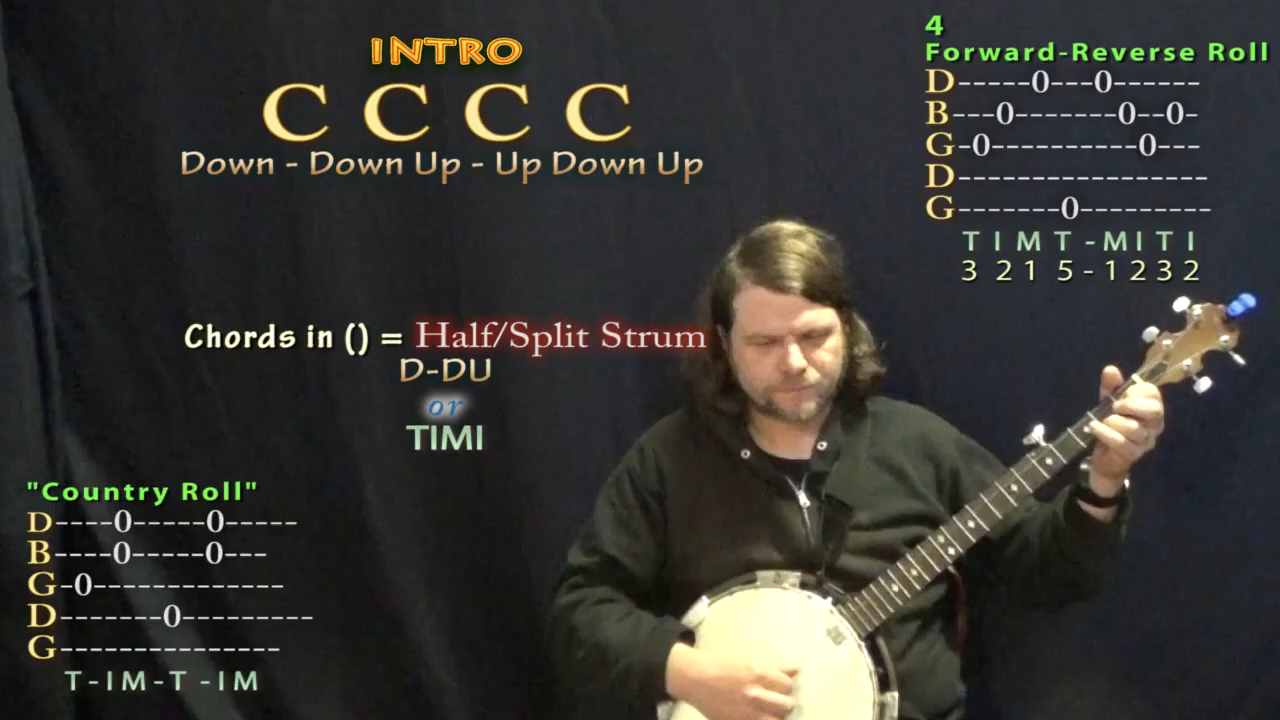 INTRO
C C C C
Down - Down Up - Up Down Up
4
Forward-Reverse Roll
D-----0---0------
B---0-------0--0-
G-0----------0---
D-----------------
G-------0--------
T I M T - M I T I
3 2 1 5 - 1 2 3 2
Chords in () = Half/Split Strum
D-DU
or
TIMI
"Country Roll"
D----0-----0-----
B----0-----0---
G-0------------
D-------0---------
G---------------
T-IM-T -IM